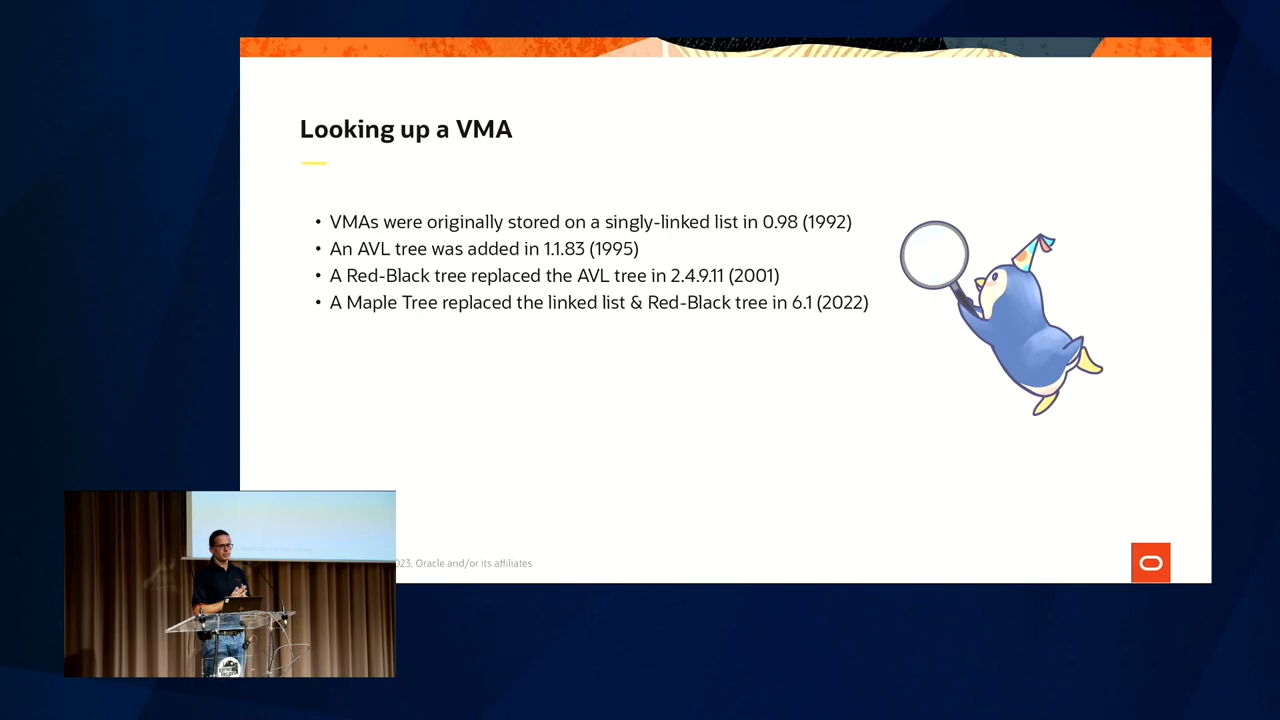 Looking up a VMA
• VMAs were originally stored on a singly-linked list in 0.98 (1992)
• An AVL tree was added in 1.1.83 (1995)
• A Red-Black tree replaced the AVL tree in 2.4.9.11 (2001)
• A Maple Tree replaced the linked list & Red-Black tree in 6.1 (2022)
023, Oracle and/or its affiliates